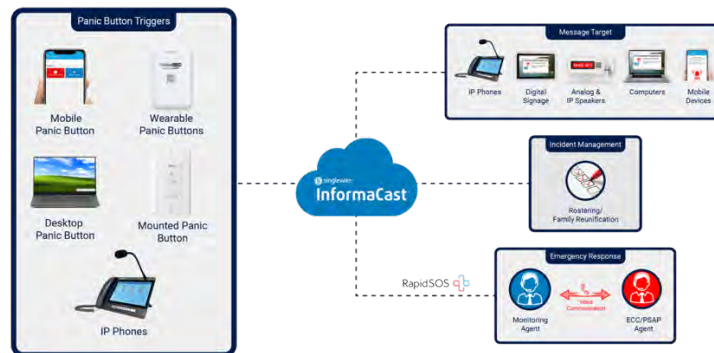 Panic Button Triggers
Mobile
Panic Button
Wearable
Panic Buttons
Desktop
Panic Button
Mounted Panic
Button
IP Phones
singlewire
InformaCast
Message Target
IP Phones
Digital
Signage
Analog &
IP Speakers
Computers
Mobile
Devices
Incident Management
Rostering/
Family Reunification
RapidSOS
Emergency Response
Monitoring
Agent
Voice
Communication
ECC/PSAP
Agent